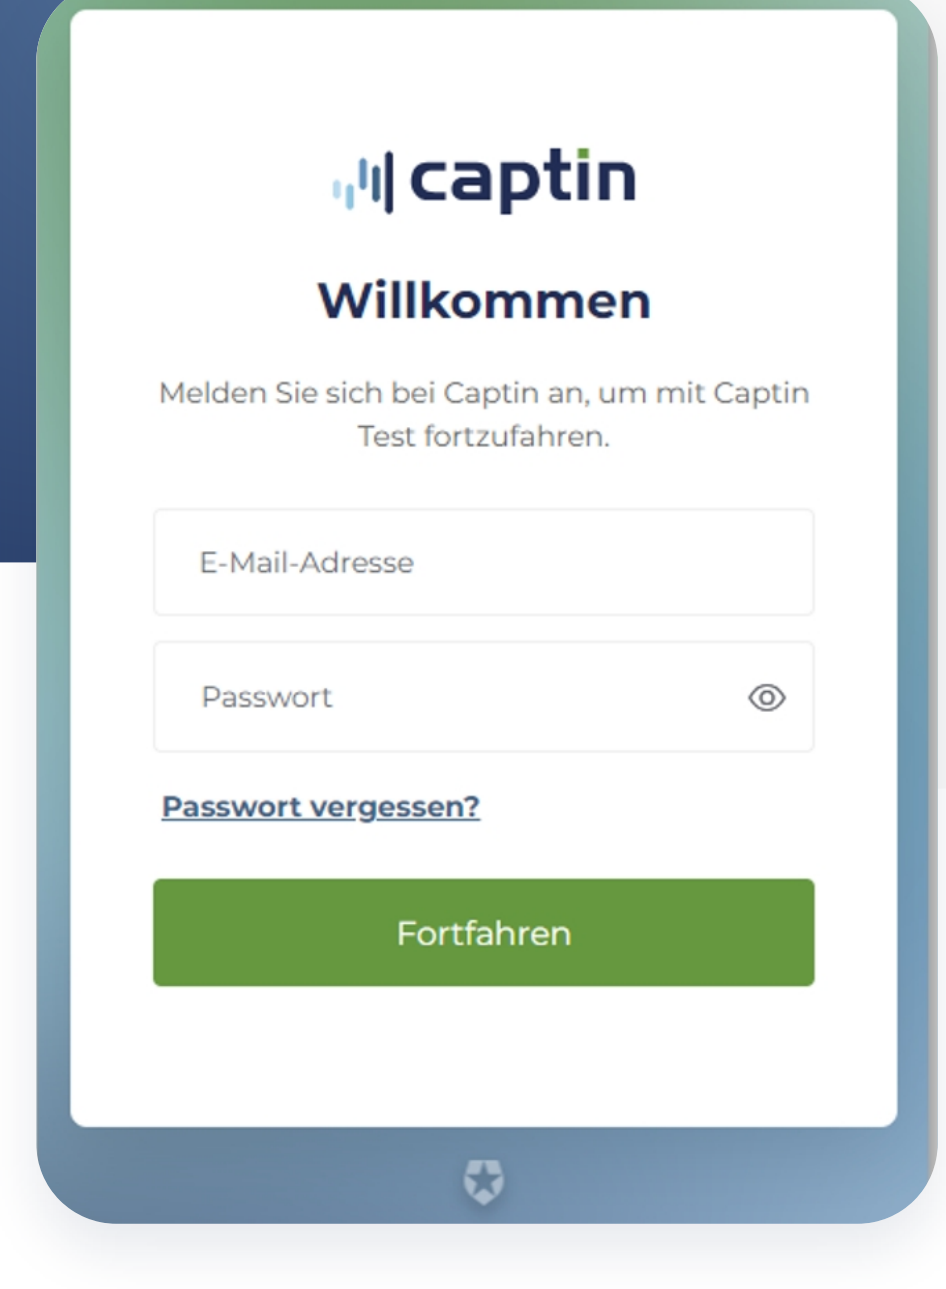 captin
Willkommen
Melden Sie sich bei Captin an, um mit Captin
Test fortzufahren.
E-Mail-Adresse
Passwort
Passwort vergessen?
Fortfahren